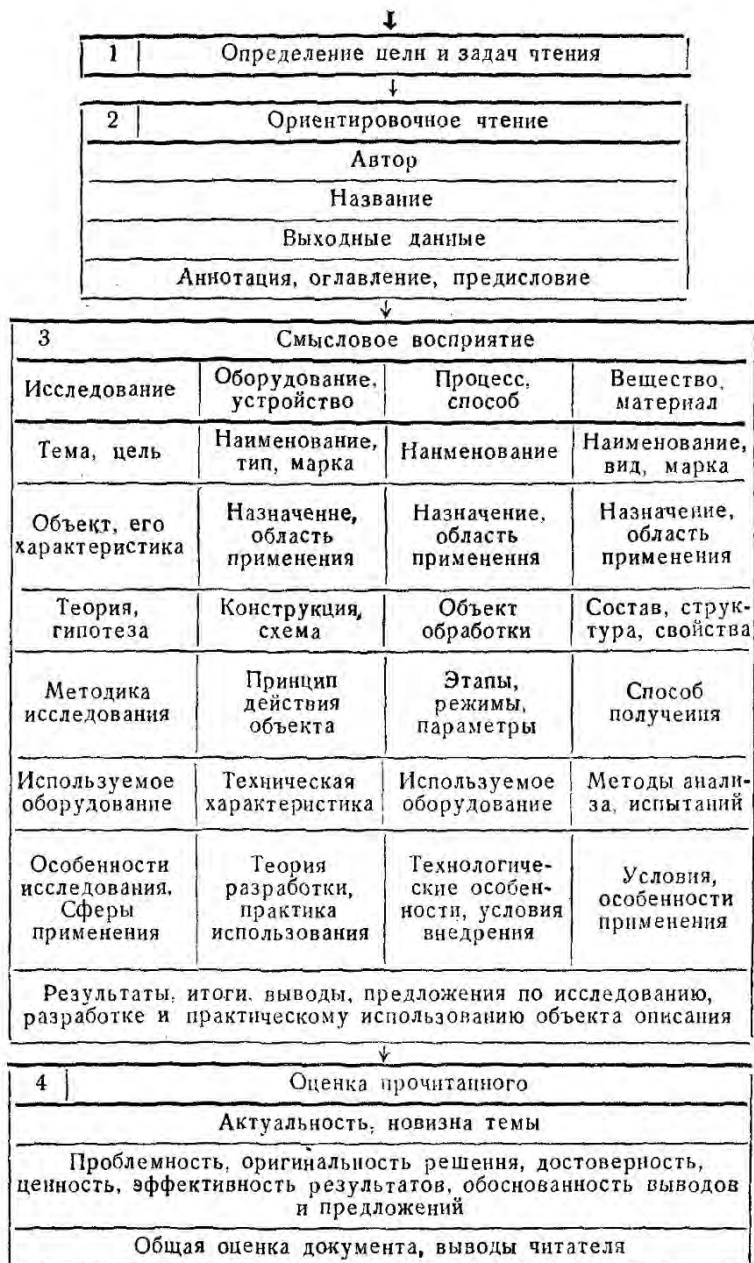 1 Определение цели и задач чтения
2 Ориентировочное чтение
Автор
Название
Выходные данные
Аннотация, оглавление, предисловие
3 Смысловое восприятие
Исследование
Оборудование,
устройство
Процесс,
способ
Вещество,
материал
Тема, цель
Наименование,
тип, марка
Наименование
Наименование,
вид, марка
Объект, его
характеристика
Назначение,
область
применения
Назначение,
область
применения
Назначение,
область
применения
Теория,
гипотеза
Конструкция,
схема
Объект
обработки
Состав, струк-
тура, свойства
Методика
исследования
Принцип
действия
объекта
Этапы,
режимы,
параметры
Способ
получения
Используемое
оборудование
Техническая
характеристика
Используемое
оборудование
Методы анали-
за, испытаний
Особенности
исследования,
Сферы
применения
Теория
разработки,
практика
использования
Технологиче-
ские особен-
ности, условия
внедрения
Условия,
особенности
применения
Результаты, итоги, выводы, предложения по исследованию,
разработке и практическому использованию объекта описания
4 Оценка прочитанного
Актуальность, новизна темы
Проблемность, оригинальность решения, достоверность,
ценность, эффективность результатов, обоснованность выводов
и предложений
Общая оценка документа, выводы читателя